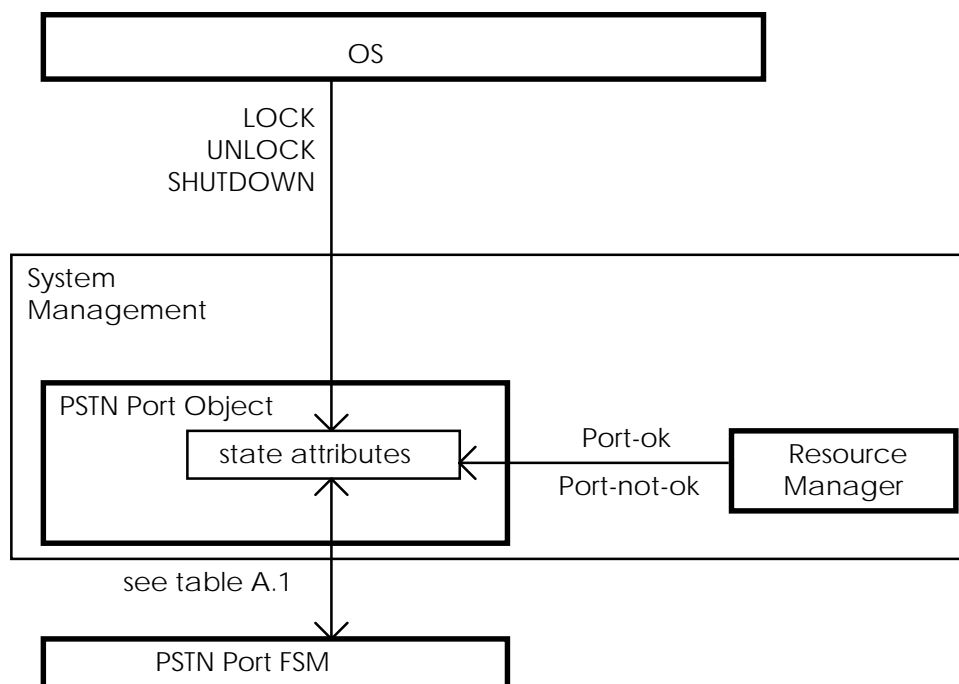 OS
LOCK
UNLOCK
SHUTDOWN
System
Management
PSTN Port Object
state attributes
Port-ok
Port-not-ok
Resource
Manager
see table A.1
PSTN Port FSM